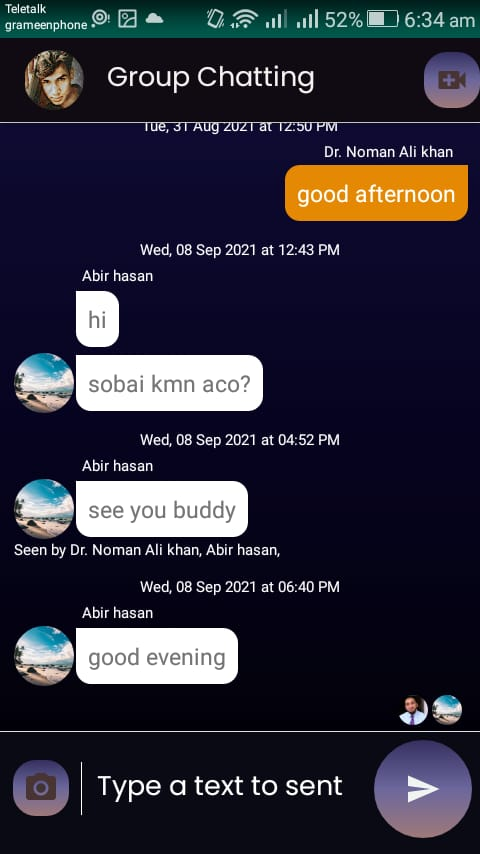 Teletalk
grameenphone
52%
6:34 am
Group Chatting
Tue, 31 Aug 2021 at 12:50 PM
Dr. Noman Ali khan
good afternoon
Wed, 08 Sep 2021 at 12:43 PM
Abir hasan
hi
sobai kmn aco?
Wed, 08 Sep 2021 at 04:52 PM
Abir hasan
see you buddy
Seen by Dr. Noman Ali khan, Abir hasan,
Wed, 08 Sep 2021 at 06:40 PM
Abir hasan
good evening
Type a text to sent